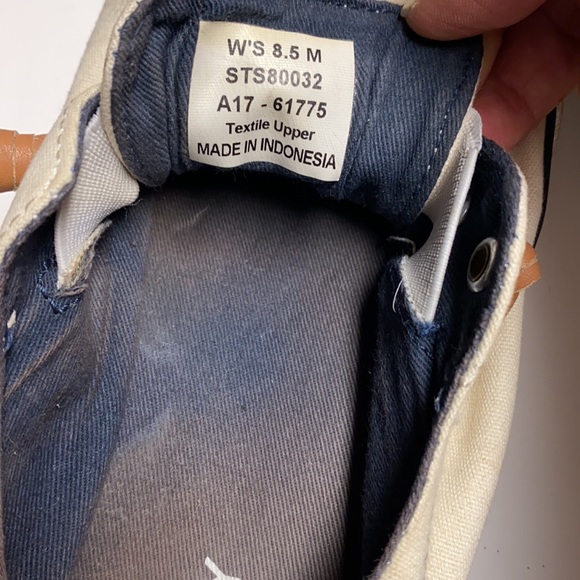 W'S 8.5 M
STS80032
A17 - 61775
Textile Upper
MADE IN INDONESIA